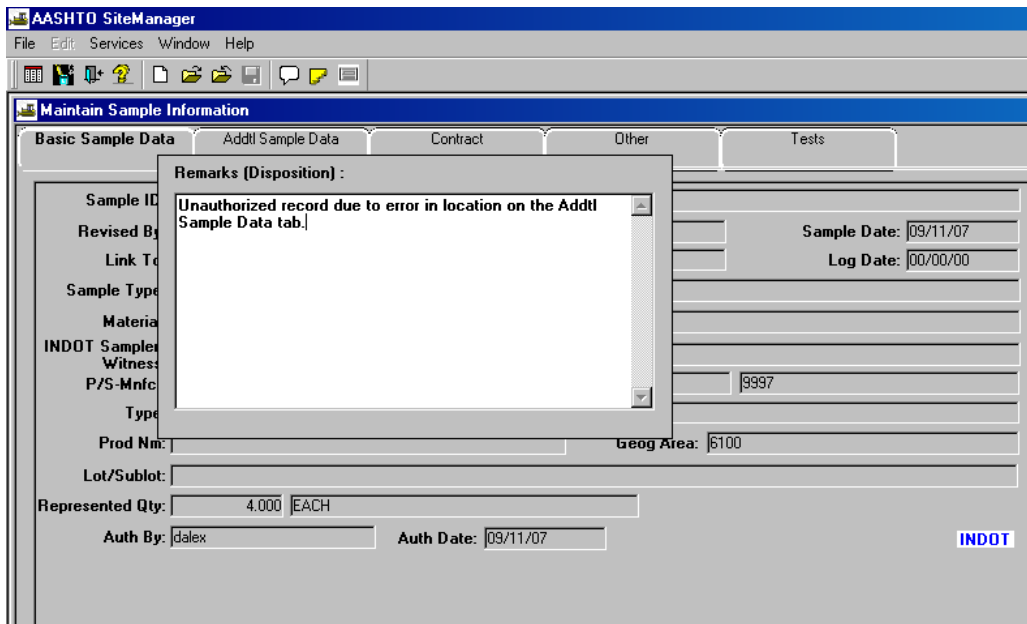 AASHTO SiteManager
File Edit Services Window Help
Maintain Sample Information
Basic Sample Data Addtl Sample Data Contract Other Tests
Remarks (Disposition) :
Unauthorized record due to error in location on the Addtl
Sample Data tab.
Sample ID
Revised By
Sample Date: 09/11/07
Link To
Log Date: 00/00/00
Sample Type
Material
INDOT Sampler
Witness
P/S-Mnfc
9997
Type
Prod Nm:
Geog Area: 6100
Lot/Sublot:
Represented Qty: 4.000 EACH
Auth By: dalex Auth Date: 09/11/07
INDOT